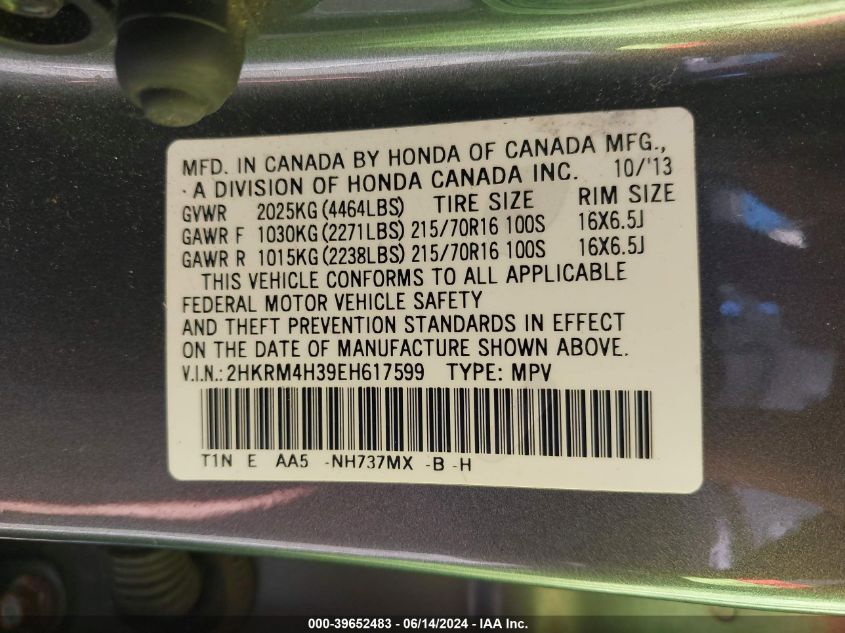 MFD. IN CANADA BY HONDA OF CANADA MFG.,
A DIVISION OF HONDA CANADA INC. 10/'13
GVWR 2025KG (4464LBS) TIRE SIZE RIM SIZE
GAWR F 1030KG (2271LBS) 215/70R16 100S 16X6.5J
GAWR R 1015KG (2238LBS) 215/70R16 100S 16X6.5J
THIS VEHICLE CONFORMS TO ALL APPLICABLE
FEDERAL MOTOR VEHICLE SAFETY
AND THEFT PREVENTION STANDARDS IN EFFECT
ON THE DATE OF MANUFACTURE SHOWN ABOVE.
V.I.N.: 2HKRM4H39EH617599 TYPE: MPV
T1N E AA5 -NH737MX -B -H
000-39652483 - 06/14/2024 - IAA Inc.